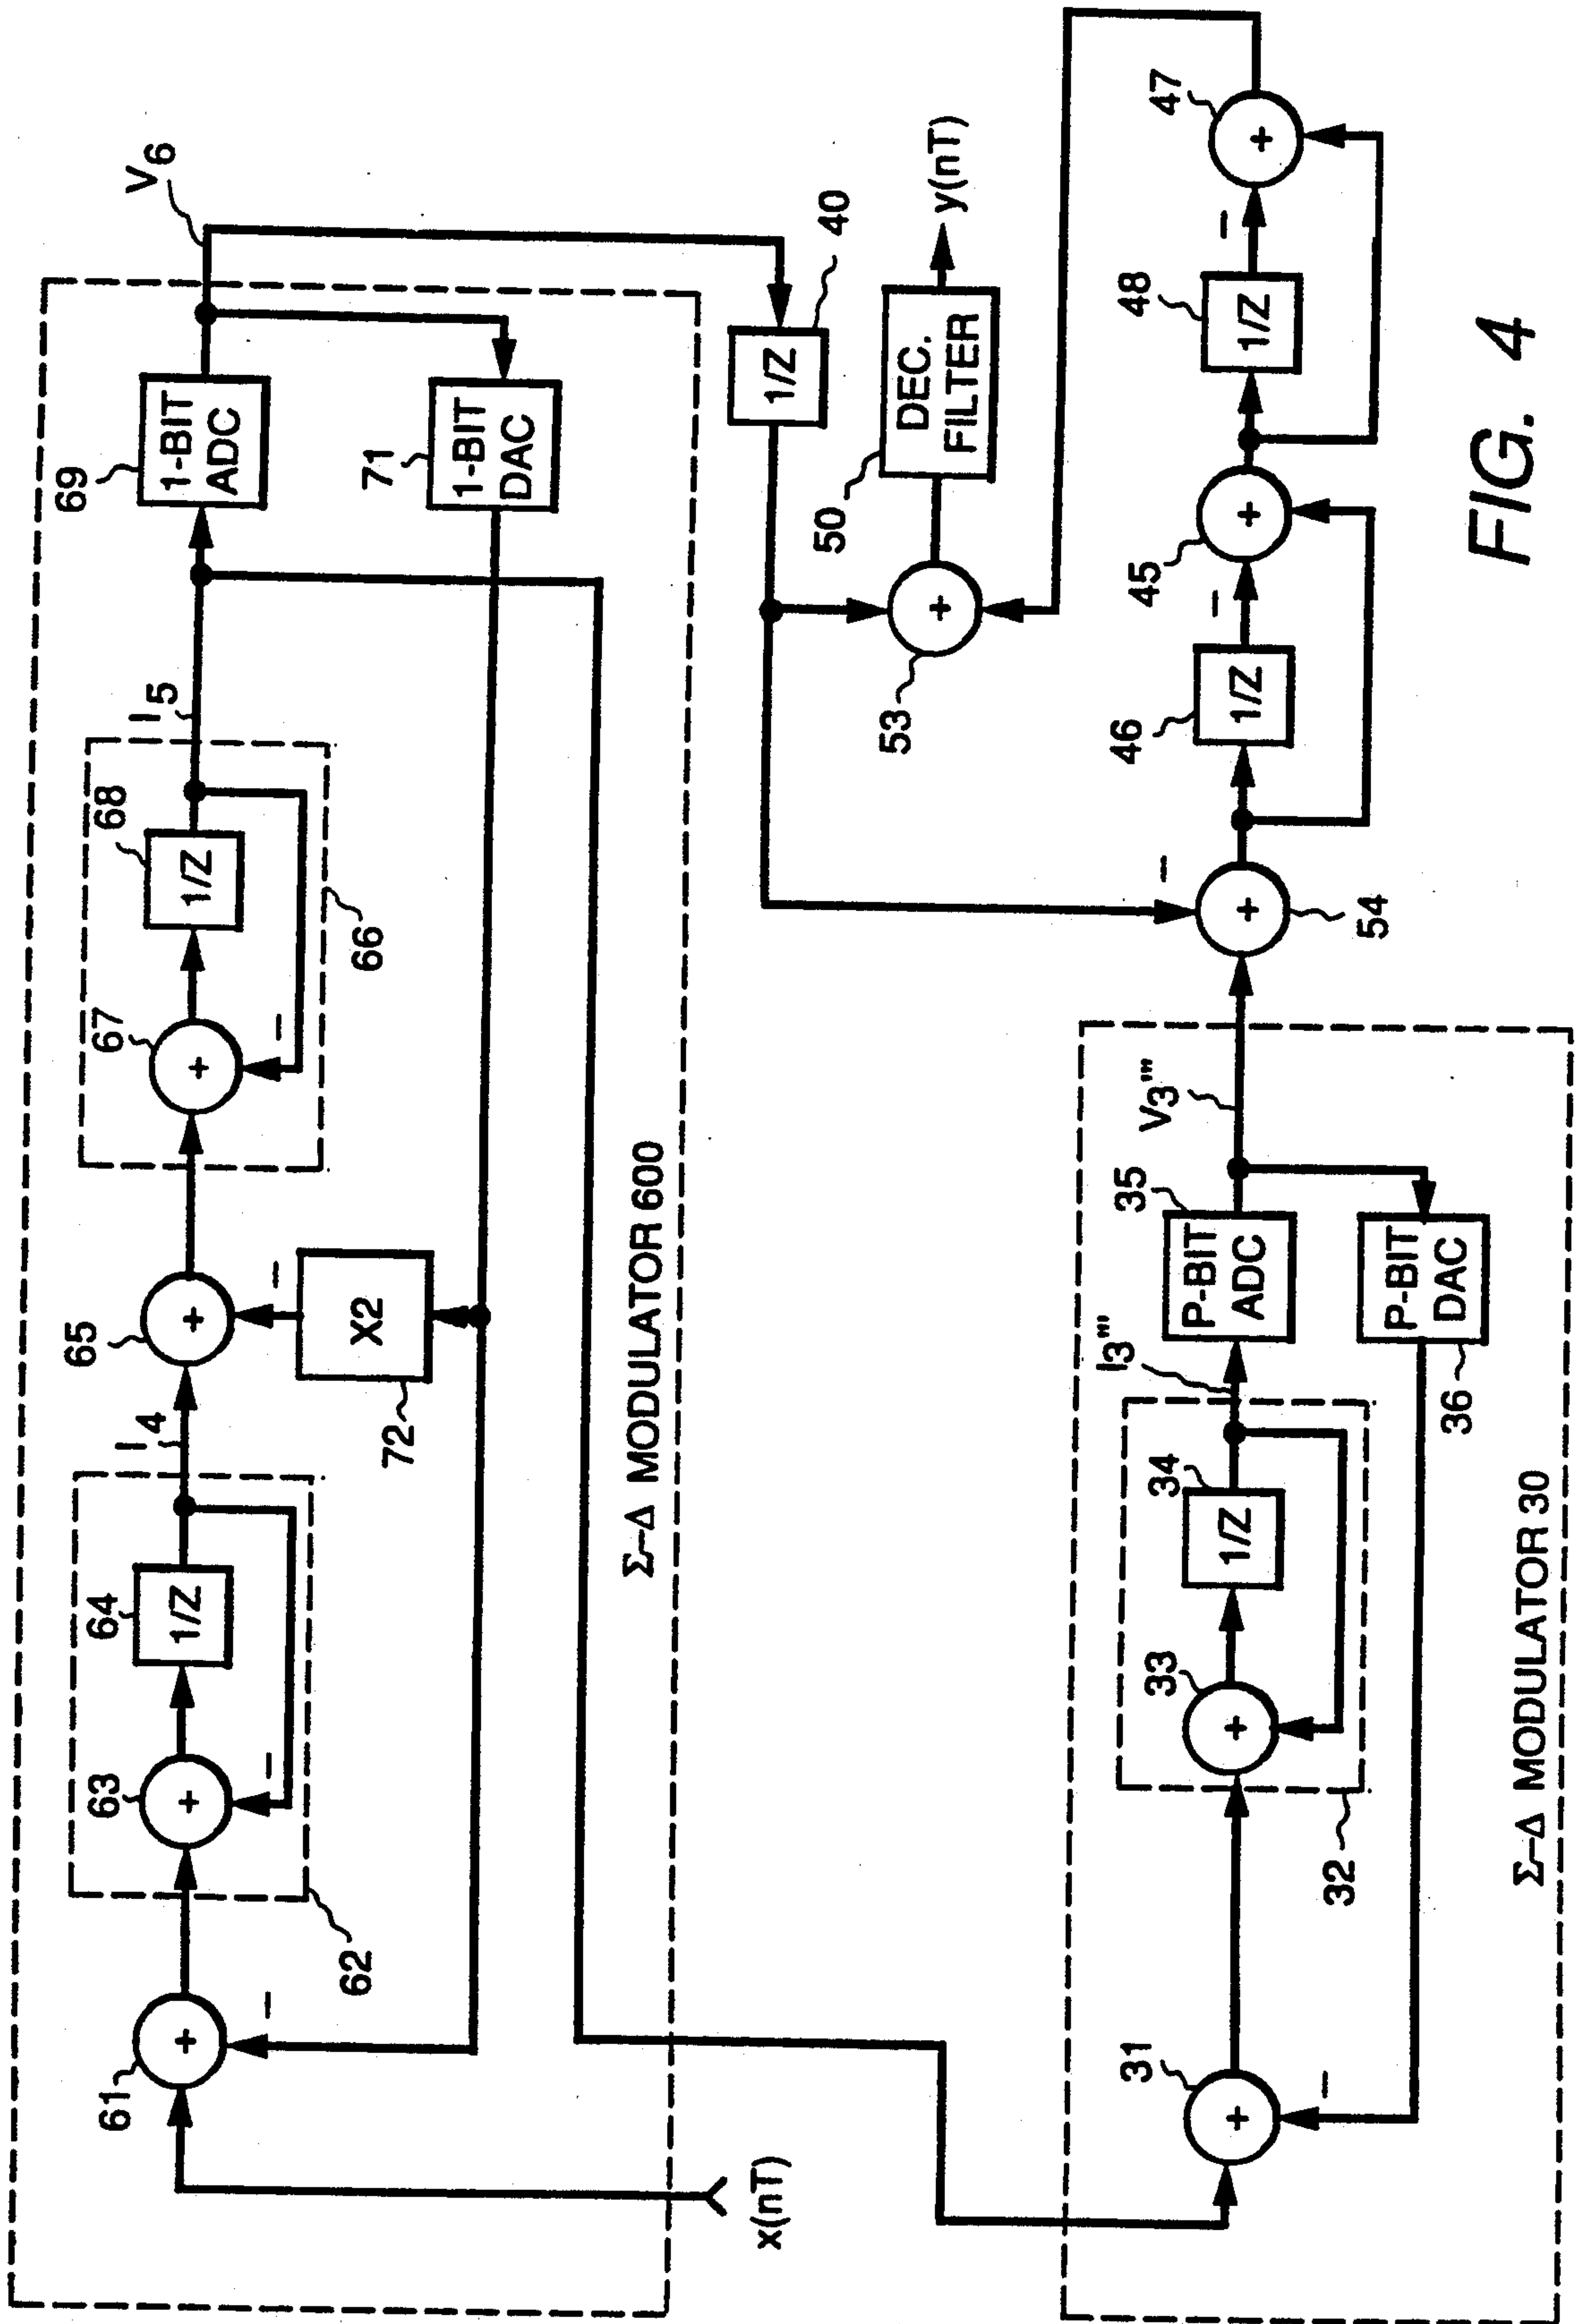 x(nT)
61
+
−
62
63
+
−
64
1/Z
I4
65
+
−
72
X2
66
67
+
−
68
1/Z
I5
69
1-BIT
ADC
71
1-BIT
DAC
V6
Σ–Δ MODULATOR 600
40
1/Z
53
+
50
DEC.
FILTER
y(nT)
31
+
−
32
33
+
34
1/Z
I3'''
35
P-BIT
ADC
36
P-BIT
DAC
V3'''
Σ–Δ MODULATOR 30
54
+
−
46
1/Z
−
45
+
48
1/Z
−
47
+
FIG. 4